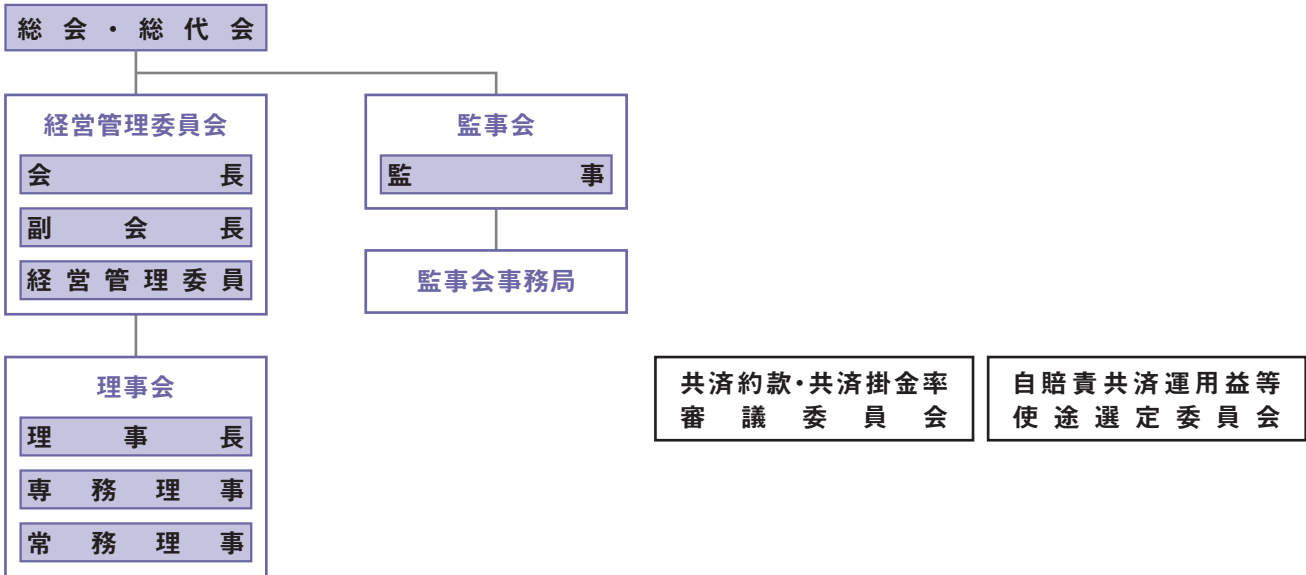 総会・総代会
経営管理委員会
会長
副会長
経営管理委員
監事会
監事
監事会事務局
理事会
理事長
専務理事
常務理事
共済約款・共済掛金率
審議委員会
自賠責共済運用益等
使途選定委員会